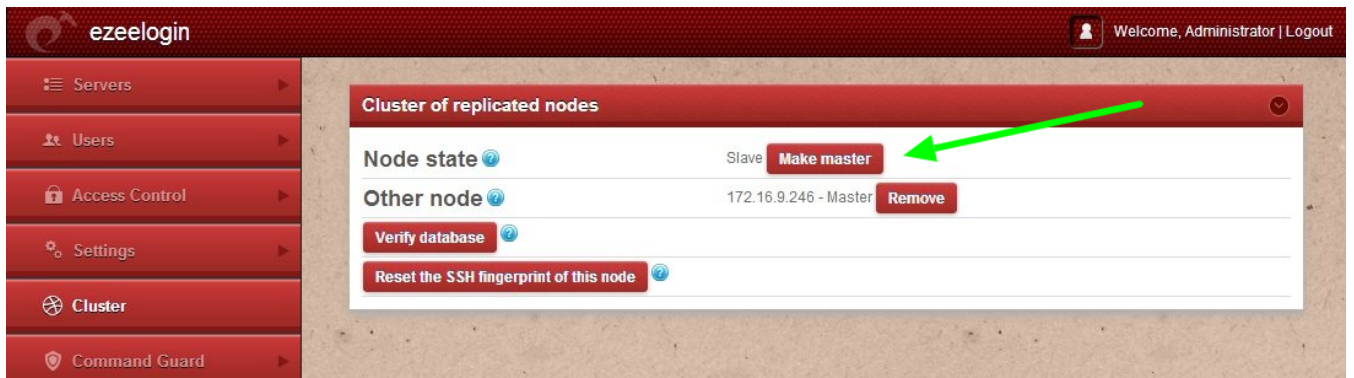 ezeelogin
Welcome, Administrator | Logout
Servers
Users
Access Control
Settings
Cluster
Command Guard
Cluster of replicated nodes
Node state ? Slave Make master
Other node ? 172.16.9.246 - Master Remove
Verify database ?
Reset the SSH fingerprint of this node ?